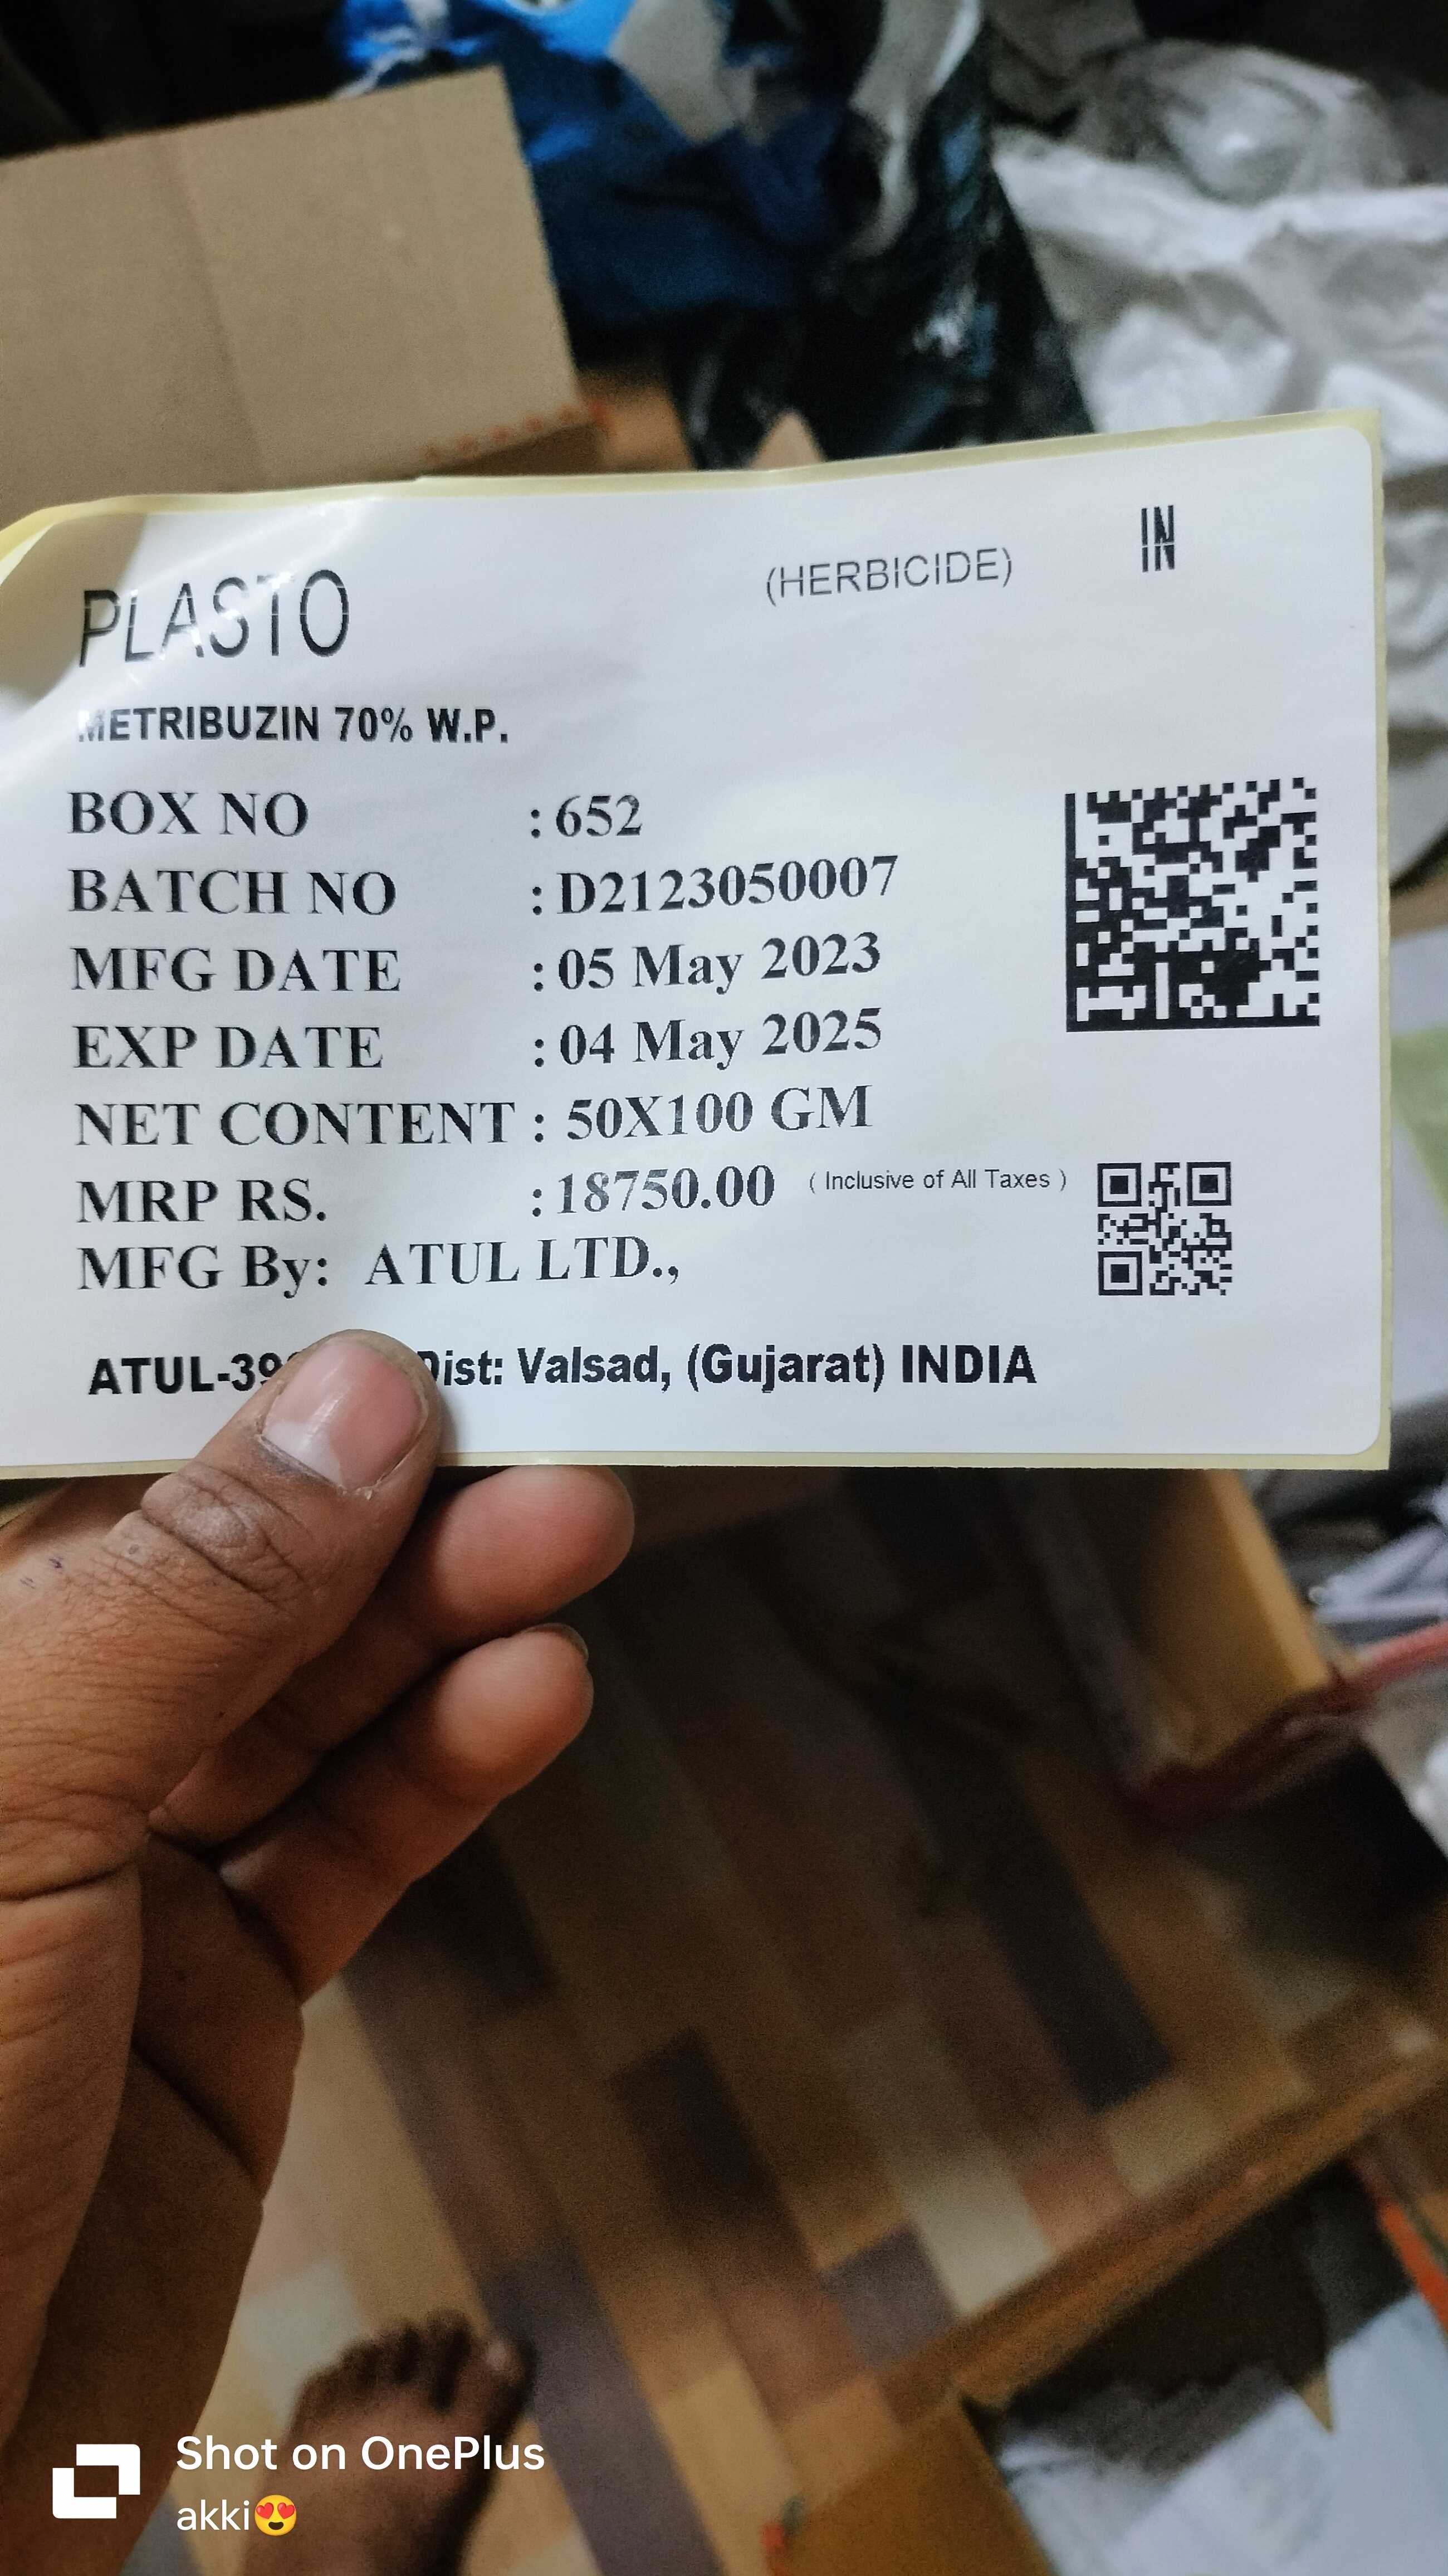 IN
(HERBICIDE)
PLASTO
METRIBUZIN 70% W.P.
BOX NO : 652
BATCH NO : D2123050007
MFG DATE : 05 May 2023
EXP DATE : 04 May 2025
NET CONTENT : 50X100 GM
MRP RS. : 18750.00 ( Inclusive of All Taxes )
MFG By: ATUL LTD.,
Dist: Valsad, (Gujarat) INDIA
Shot on OnePlus
akki😍